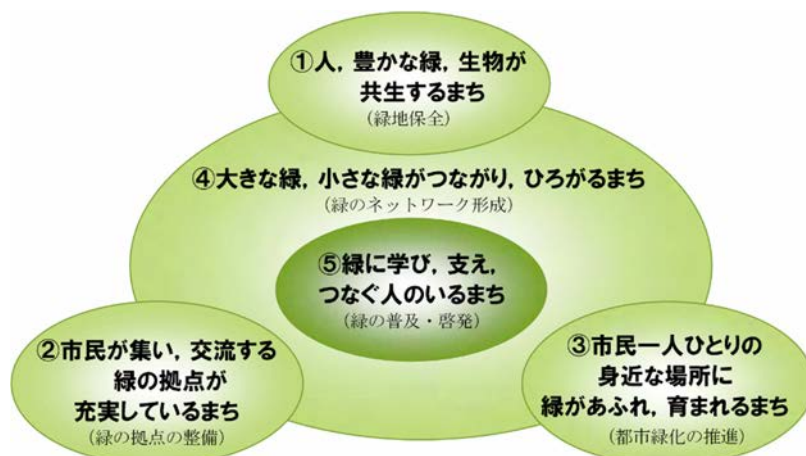 ①人，豊かな緑，生物が
共生するまち
(緑地保全)
④大きな緑，小さな緑がつながり，ひろがるまち
(緑のネットワーク形成)
⑤緑に学び，支え，
つなぐ人のいるまち
(緑の普及・啓発)
②市民が集い，交流する
緑の拠点が
充実しているまち
(緑の拠点の整備)
③市民一人ひとりの
身近な場所に
緑があふれ，育まれるまち
(都市緑化の推進)